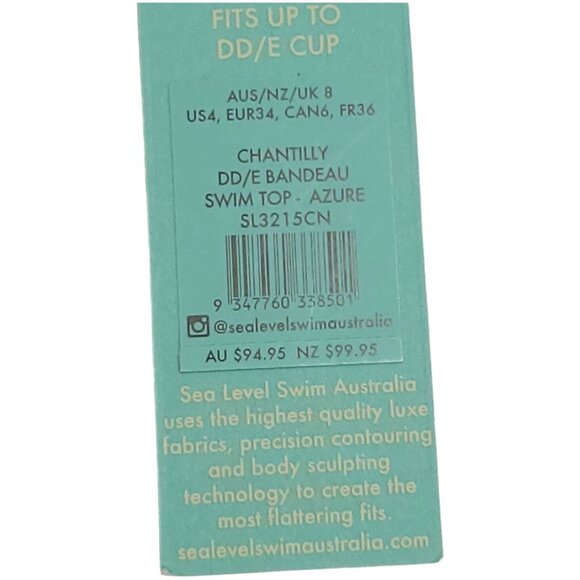 FITS UP TO
DD/E CUP
AUS/NZ/UK 8
US4, EUR34, CAN6, FR36
CHANTILLY
DD/E BANDEAU
SWIM TOP - AZURE
SL3215CN
9 347760 338501
@sealevelswimaustralia
AU $94.95 NZ $99.95
Sea Level Swim Australia
uses the highest quality luxe
fabrics, precision contouring
and body sculpting
technology to create the
most flattering fits.
sealevelswimaustralia.com